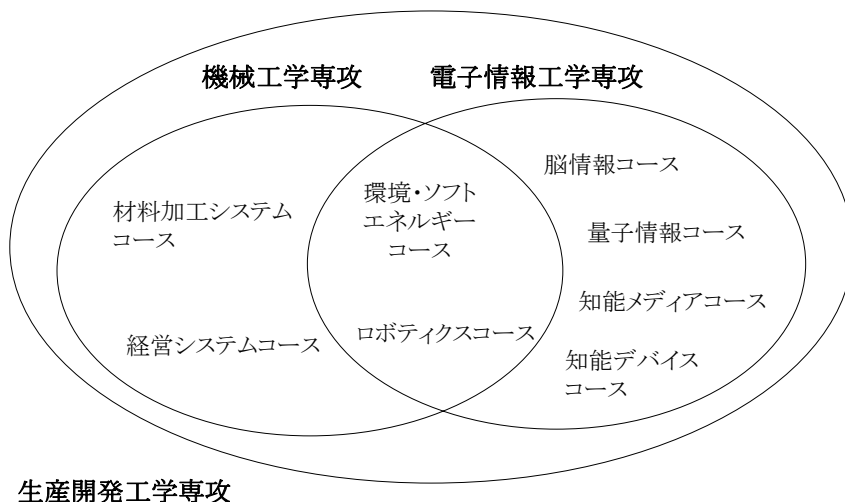 機械工学専攻
電子情報工学専攻
材料加工システム
コース
経営システムコース
環境・ソフト
エネルギー
コース
ロボティクスコース
脳情報コース
量子情報コース
知能メディアコース
知能デバイス
コース
生産開発工学専攻